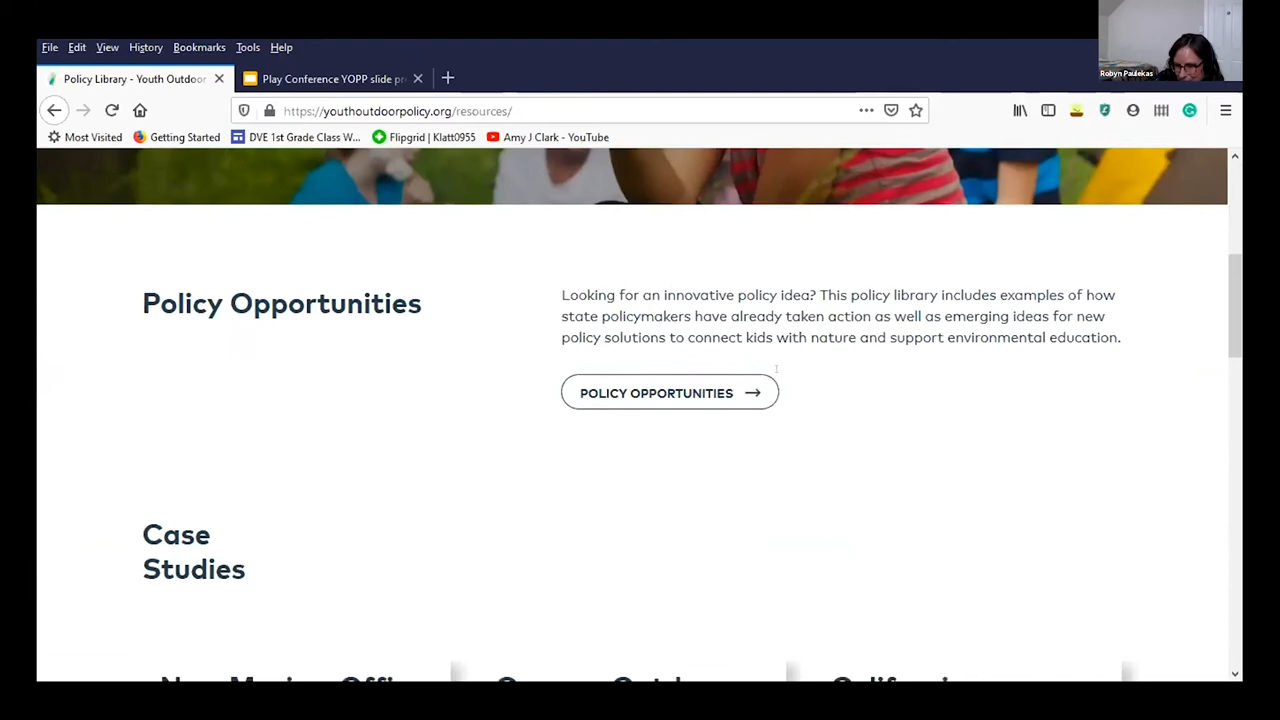 Robyn Paulekas
File Edit View History Bookmarks Tools Help
Policy Library - Youth Outdoor
Play Conference YOPP slide pr
https://youthoutdoorpolicy.org/resources/
Most Visited Getting Started DVE 1st Grade Class W... Flipgrid | Klatt0955 Amy J Clark - YouTube
Policy Opportunities
Looking for an innovative policy idea? This policy library includes examples of how
state policymakers have already taken action as well as emerging ideas for new
policy solutions to connect kids with nature and support environmental education.
POLICY OPPORTUNITIES
Case
Studies